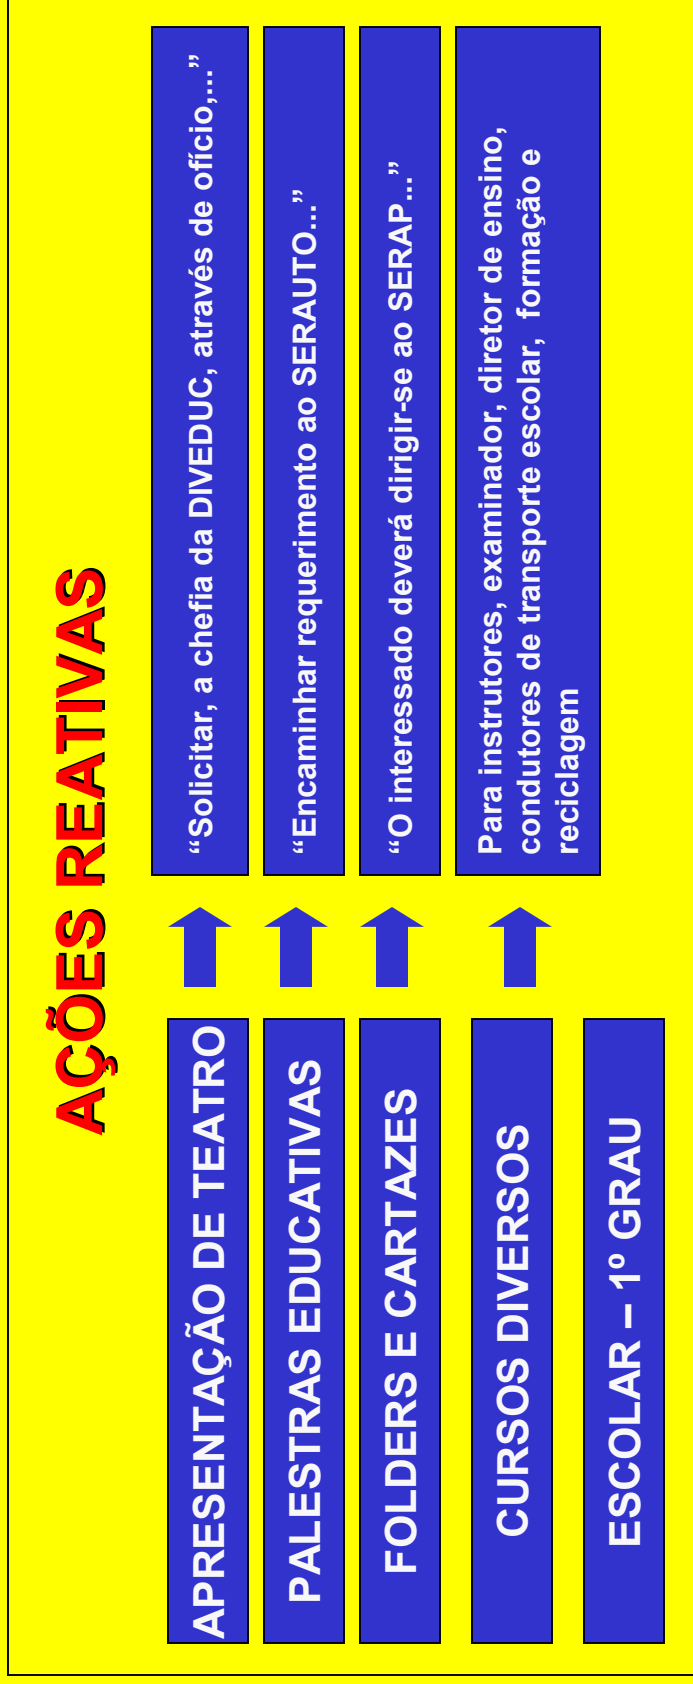 AÇÕES REATIVAS
APRESENTAÇÃO DE TEATRO
“Solicitar, a chefia da DIVEDUC, através de ofício,...”
PALESTRAS EDUCATIVAS
“Encaminhar requerimento ao SERAUTO...”
FOLDERS E CARTAZES
“O interessado deverá dirigir-se ao SERAP...”
CURSOS DIVERSOS
Para instrutores, examinador, diretor de ensino,
condutores de transporte escolar, formação e
reciclagem
ESCOLAR – 1º GRAU